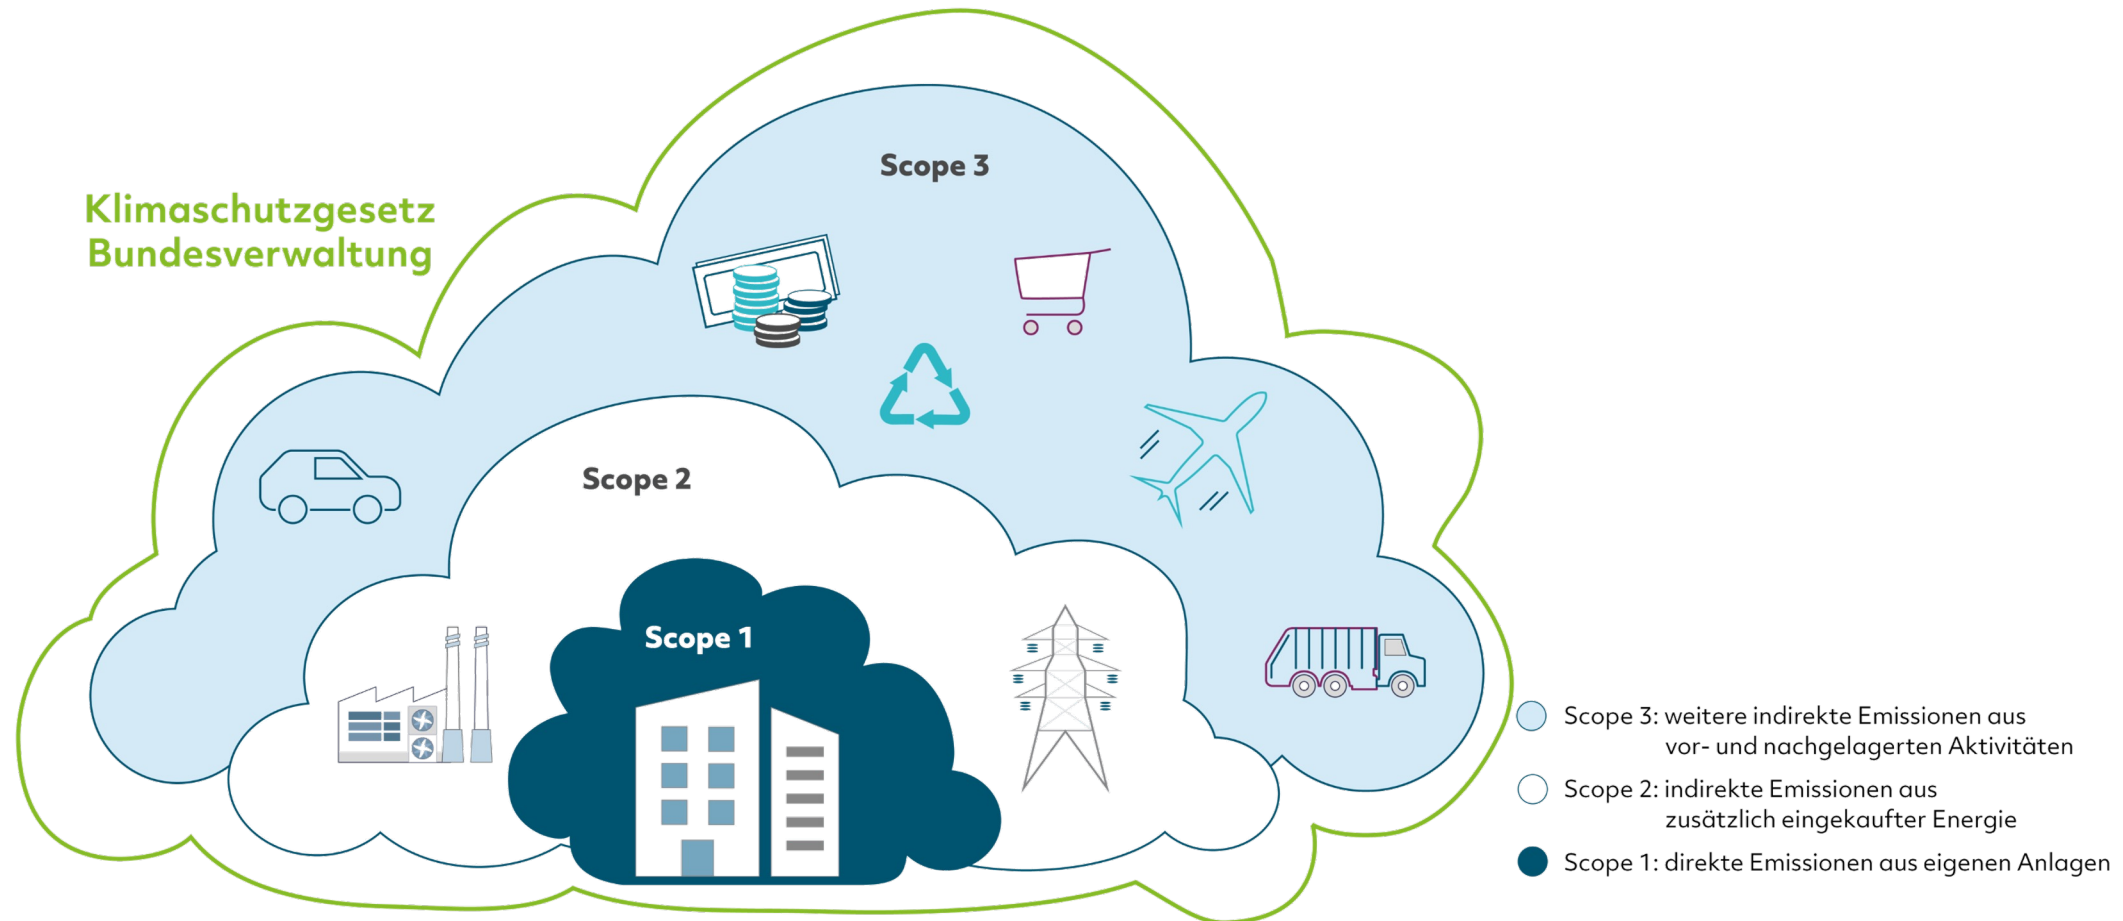 Klimaschutzgesetz
Bundesverwaltung
Scope 3
Scope 2
Scope 1
Scope 3: weitere indirekte Emissionen aus
vor- und nachgelagerten Aktivitäten
Scope 2: indirekte Emissionen aus
zusätzlich eingekaufter Energie
Scope 1: direkte Emissionen aus eigenen Anlagen